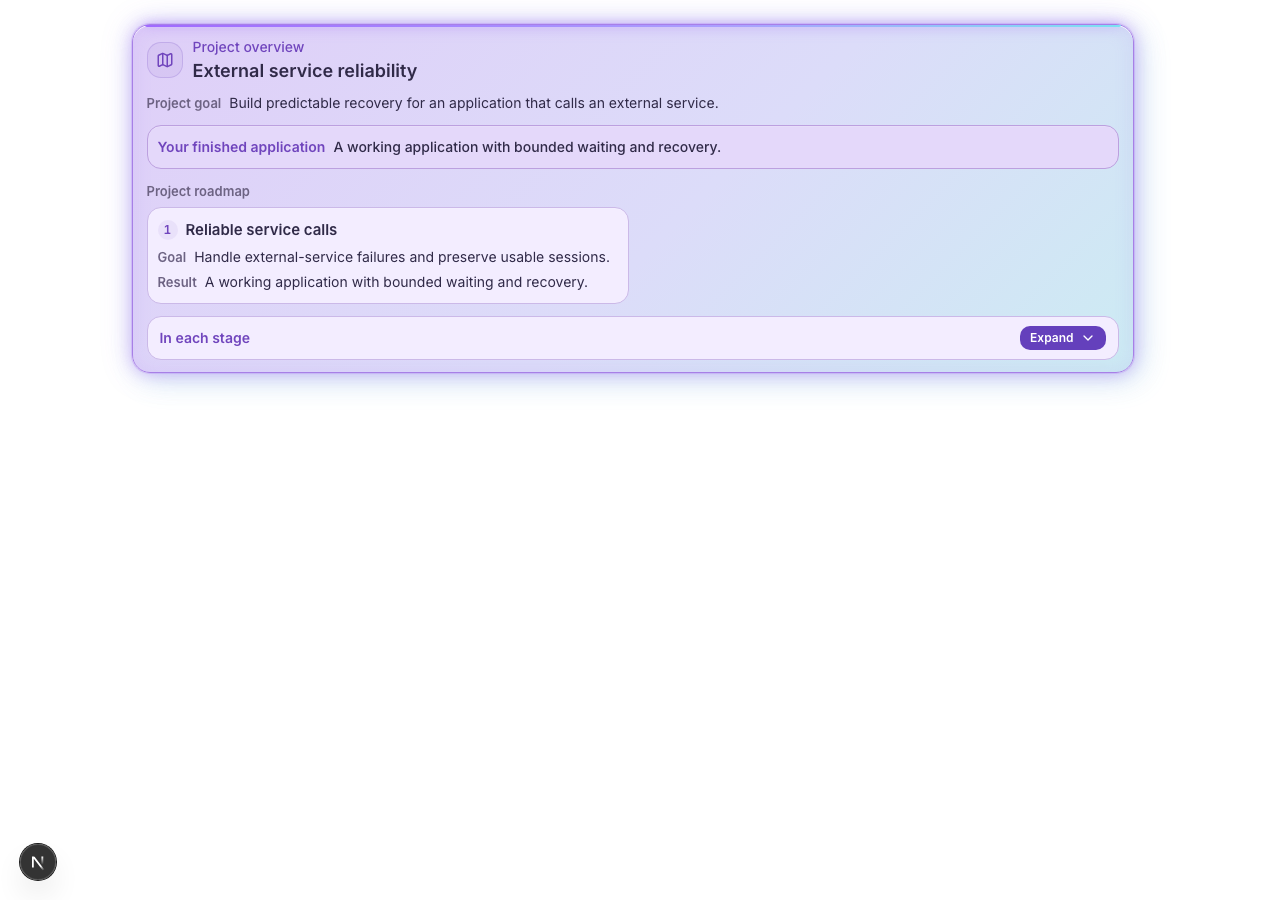 Project overview
External service reliability
Project goal Build predictable recovery for an application that calls an external service.
Your finished application A working application with bounded waiting and recovery.
Project roadmap
1 Reliable service calls
Goal Handle external-service failures and preserve usable sessions.
Result A working application with bounded waiting and recovery.
In each stage Expand
N